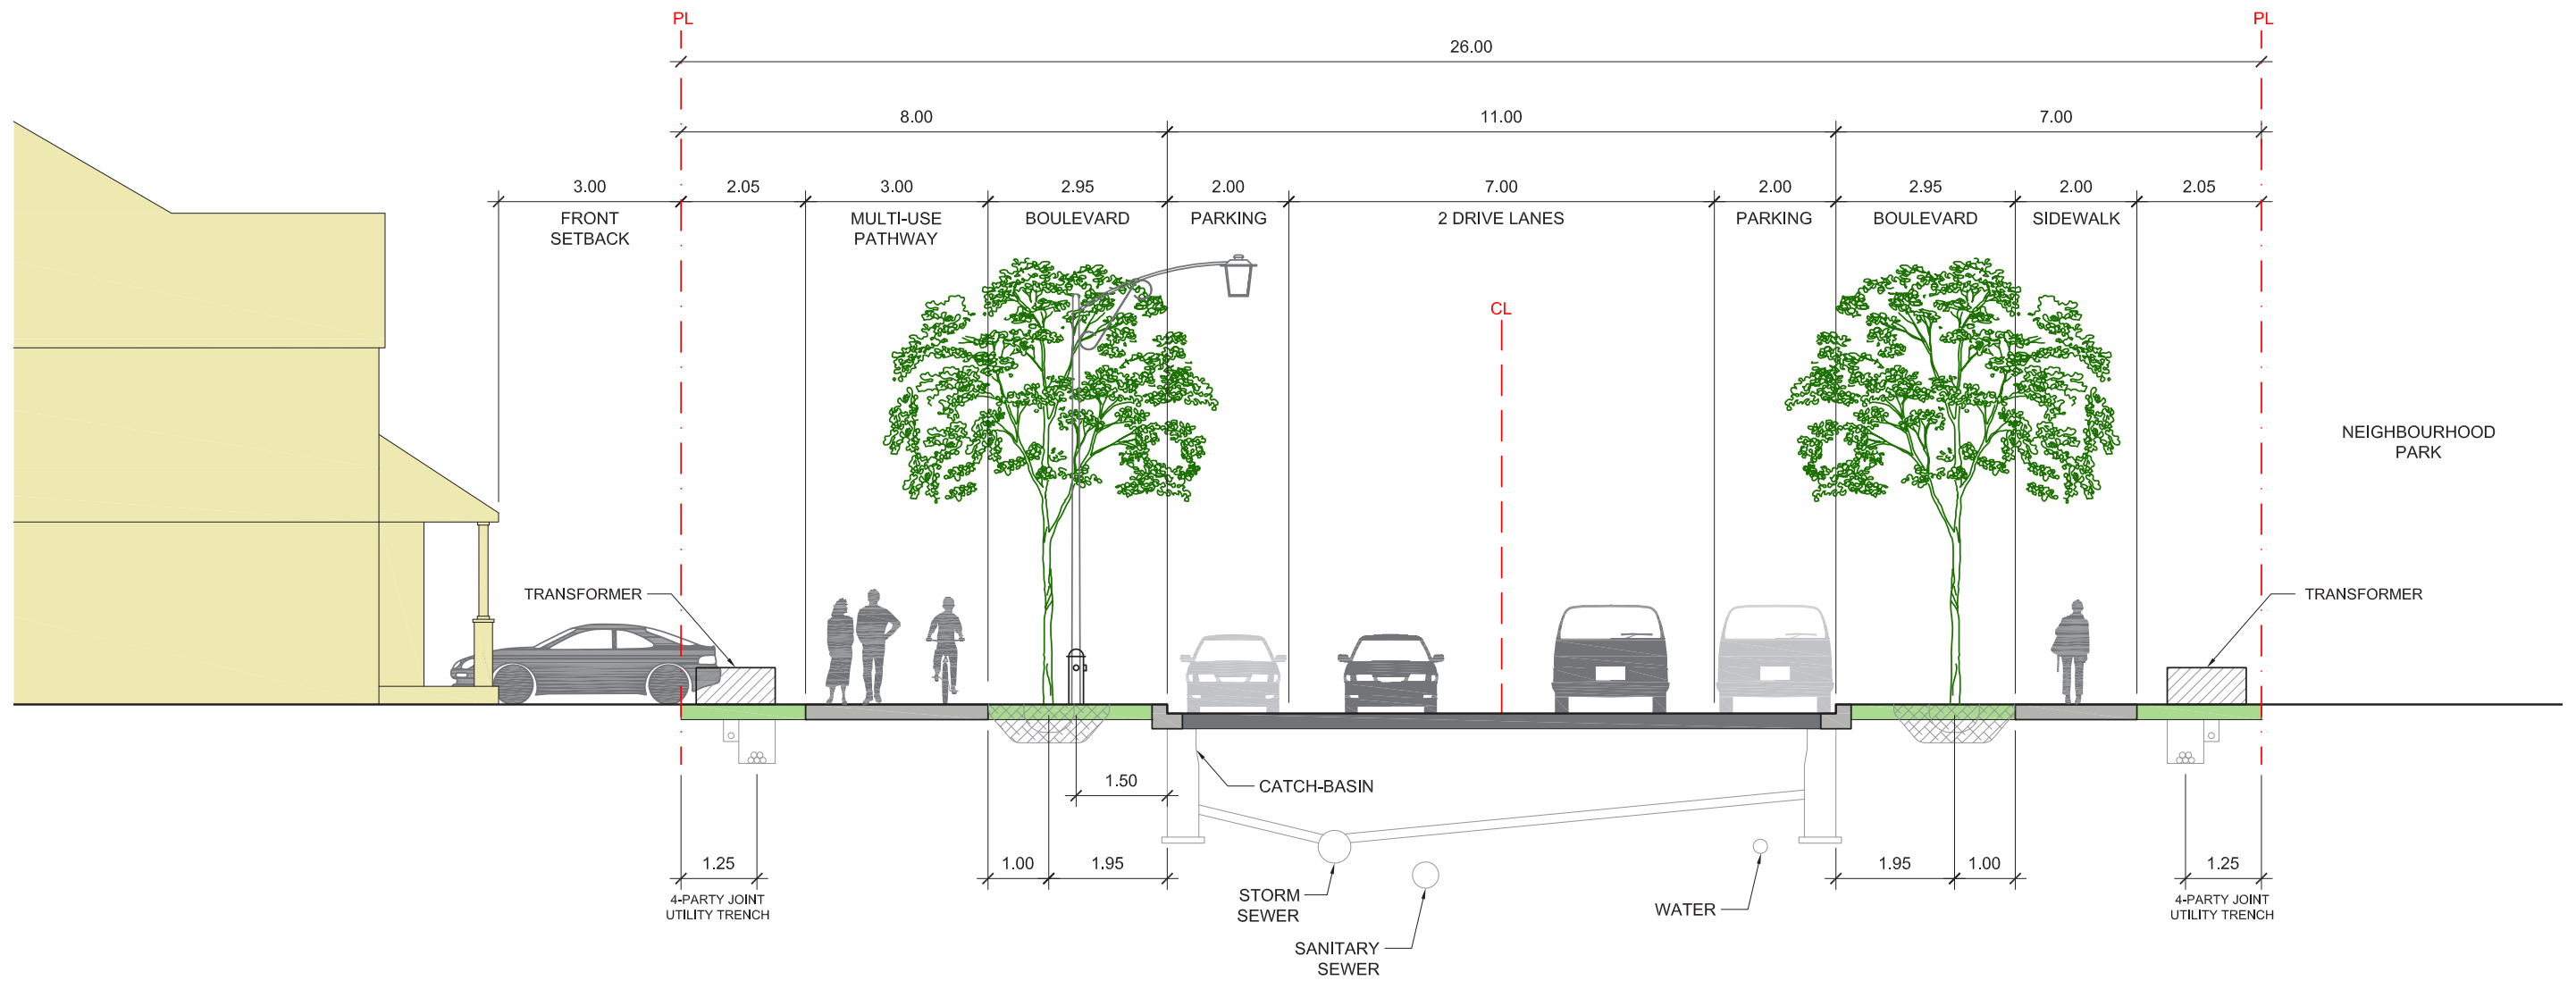 PL
PL
26.00
8.00
11.00
7.00
3.00
2.05
3.00
2.95
2.00
7.00
2.00
2.95
2.00
2.05
FRONT
SETBACK
MULTI-USE
PATHWAY
BOULEVARD
PARKING
2 DRIVE LANES
PARKING
BOULEVARD
SIDEWALK
CL
NEIGHBOURHOOD
PARK
TRANSFORMER
TRANSFORMER
1.50
CATCH-BASIN
1.25
1.00
1.95
1.95
1.00
1.25
4-PARTY JOINT
UTILITY TRENCH
STORM
SEWER
WATER
4-PARTY JOINT
UTILITY TRENCH
SANITARY
SEWER